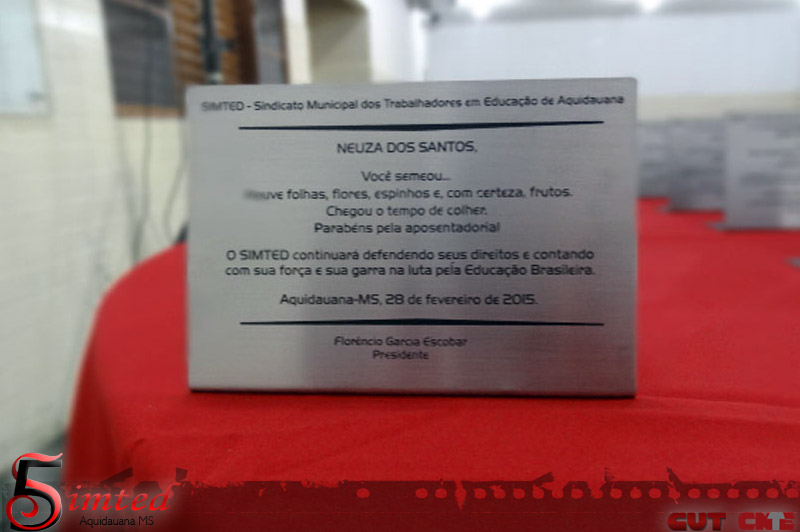 SIMTED - Sindicato Municipal dos Trabalhadores em Educação de Aquidauana
NEUZA DOS SANTOS,
Você semeou...
folhas, flores, espinhos e, com certeza, frutos.
Chegou o tempo de colher.
Parabéns pela aposentadoria!
O SIMTED continuará defendendo seus direitos e contando
com sua força e sua garra na luta pela Educação Brasileira.
Aquidauana-MS, 28 de fevereiro de 2015.
Florêncio Garcia Escobar
Presidente
Simted
Aquidauana MS
CUT